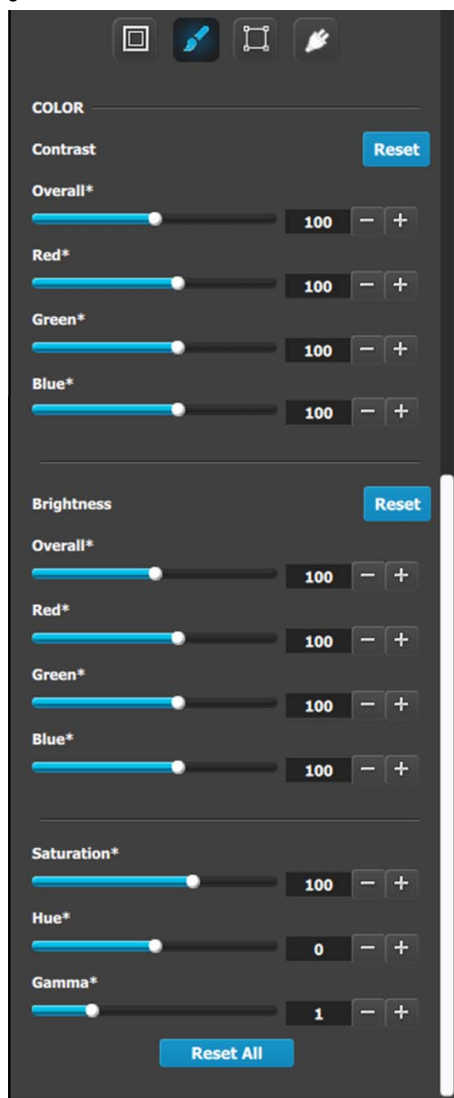 COLOR
Contrast Reset
Overall*
100 − +
Red*
100 − +
Green*
100 − +
Blue*
100 − +
Brightness Reset
Overall*
100 − +
Red*
100 − +
Green*
100 − +
Blue*
100 − +
Saturation*
100 − +
Hue*
0 − +
Gamma*
1 − +
Reset All